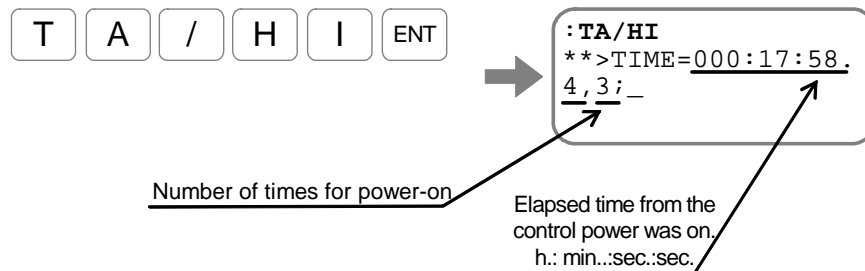 T A / H I ENT
:TA/HI
**>TIME=000:17:58.
4,3;_
Number of times for power-on
Elapsed time from the
control power was on.
h.: min..:sec.:sec.